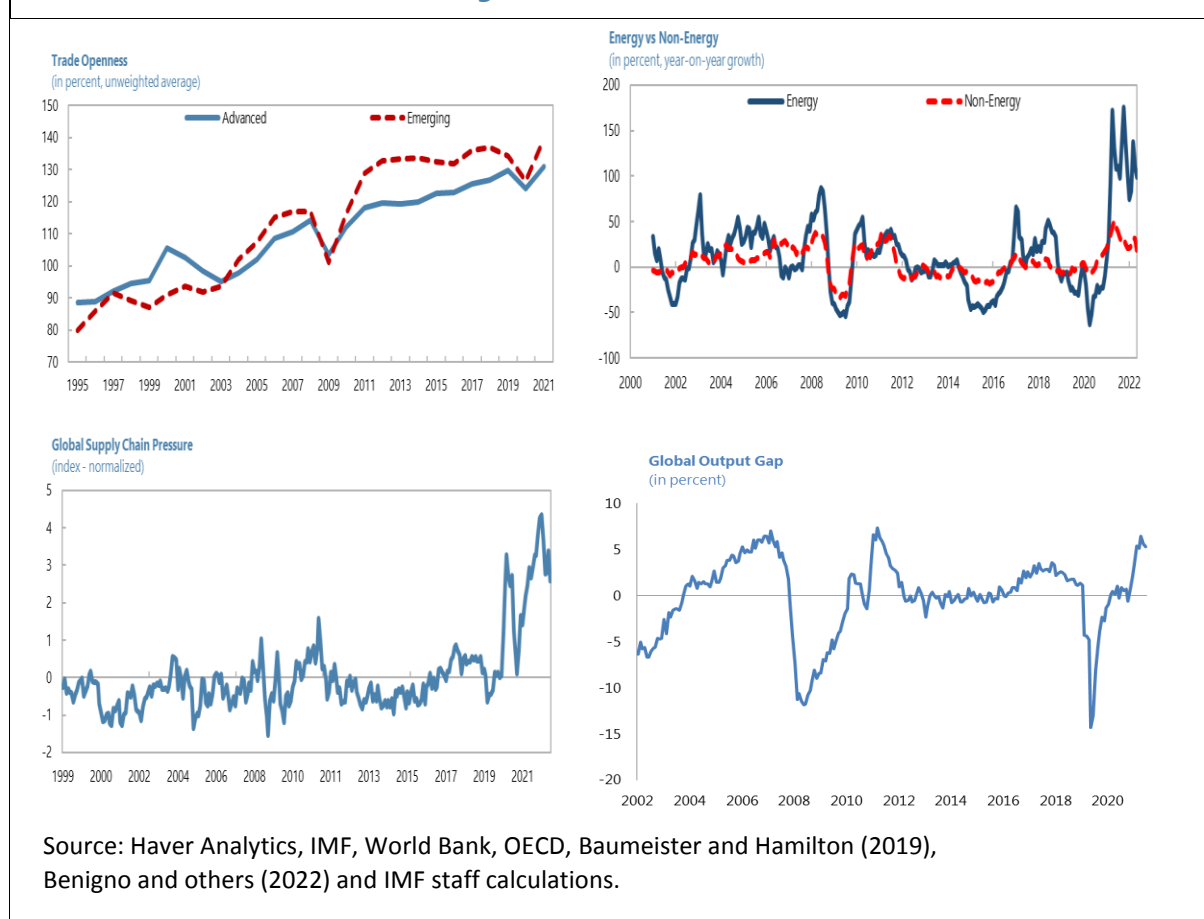 Trade Openness
(in percent, unweighted average)
Advanced
Emerging
150
140
130
120
110
100
90
80
70
1995 1997 1999 2001 2003 2005 2007 2009 2011 2013 2015 2017 2019 2021
Energy vs Non-Energy
(in percent, year-on-year growth)
Energy
Non-Energy
200
150
100
50
0
-50
-100
2000 2002 2004 2006 2008 2010 2012 2014 2016 2018 2020 2022
Global Supply Chain Pressure
(index - normalized)
5
4
3
2
1
0
-1
-2
1999 2000 2002 2004 2006 2008 2010 2011 2013 2015 2017 2019 2021
Global Output Gap
(in percent)
10
5
0
-5
-10
-15
-20
2002 2004 2006 2008 2010 2012 2014 2016 2018 2020
Source: Haver Analytics, IMF, World Bank, OECD, Baumeister and Hamilton (2019),
Benigno and others (2022) and IMF staff calculations.